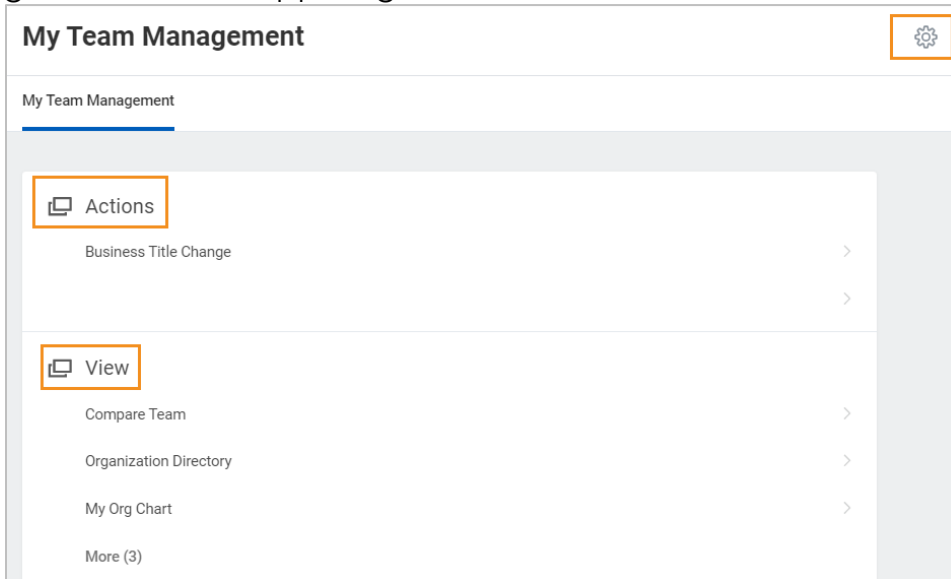 My Team Management
My Team Management
Actions
Business Title Change
View
Compare Team
Organization Directory
My Org Chart
More (3)